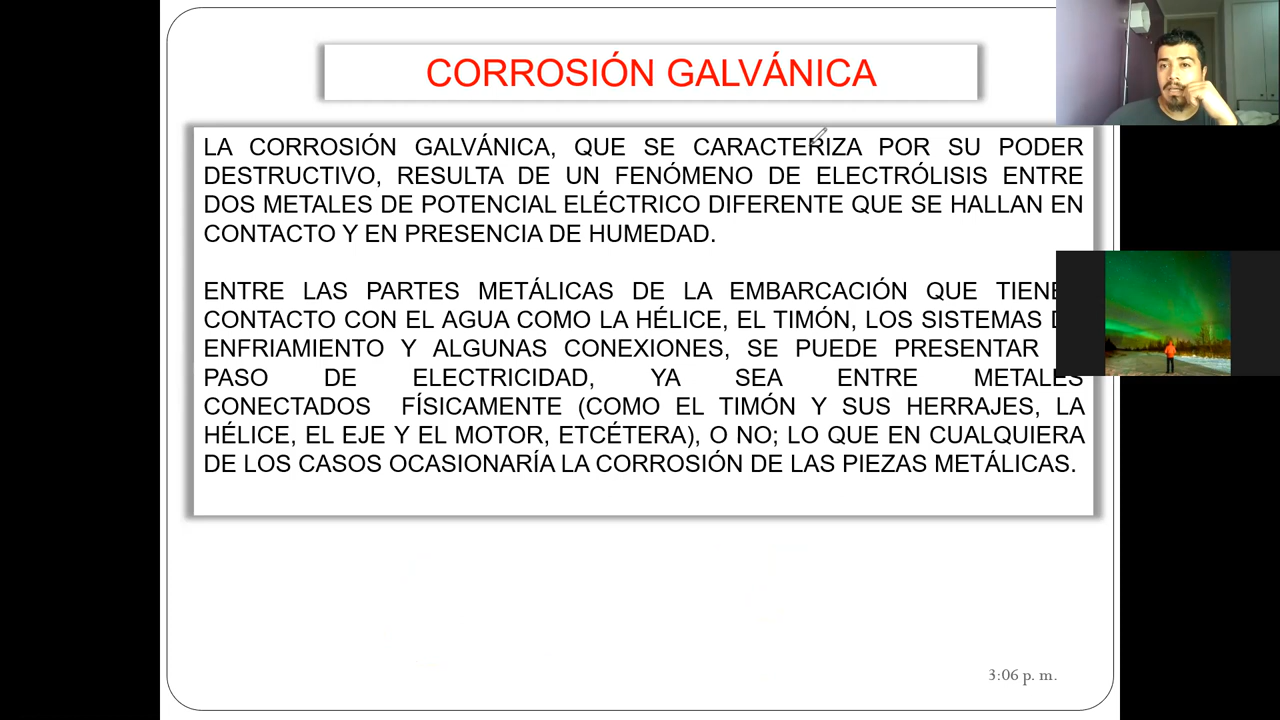 CORROSIÓN GALVÁNICA
LA CORROSIÓN GALVÁNICA, QUE SE CARACTERIZA POR SU PODER
DESTRUCTIVO, RESULTA DE UN FENÓMENO DE ELECTRÓLISIS ENTRE
DOS METALES DE POTENCIAL ELÉCTRICO DIFERENTE QUE SE HALLAN EN
CONTACTO Y EN PRESENCIA DE HUMEDAD.
ENTRE LAS PARTES METÁLICAS DE LA EMBARCACIÓN QUE
CONTACTO CON EL AGUA COMO LA HÉLICE, EL TIMÓN, LOS SISTEMAS
ENFRIAMIENTO Y ALGUNAS CONEXIONES, SE PUEDE PRESENTAR
PASO DE ELECTRICIDAD, YA SEA ENTRE METALES
CONECTADOS FÍSICAMENTE (COMO EL TIMÓN Y SUS HERRAJES, LA
HÉLICE, EL EJE Y EL MOTOR, ETCÉTERA), O NO; LO QUE EN CUALQUIERA
DE LOS CASOS OCASIONARÍA LA CORROSIÓN DE LAS PIEZAS METÁLICAS.
3:06 p. m.